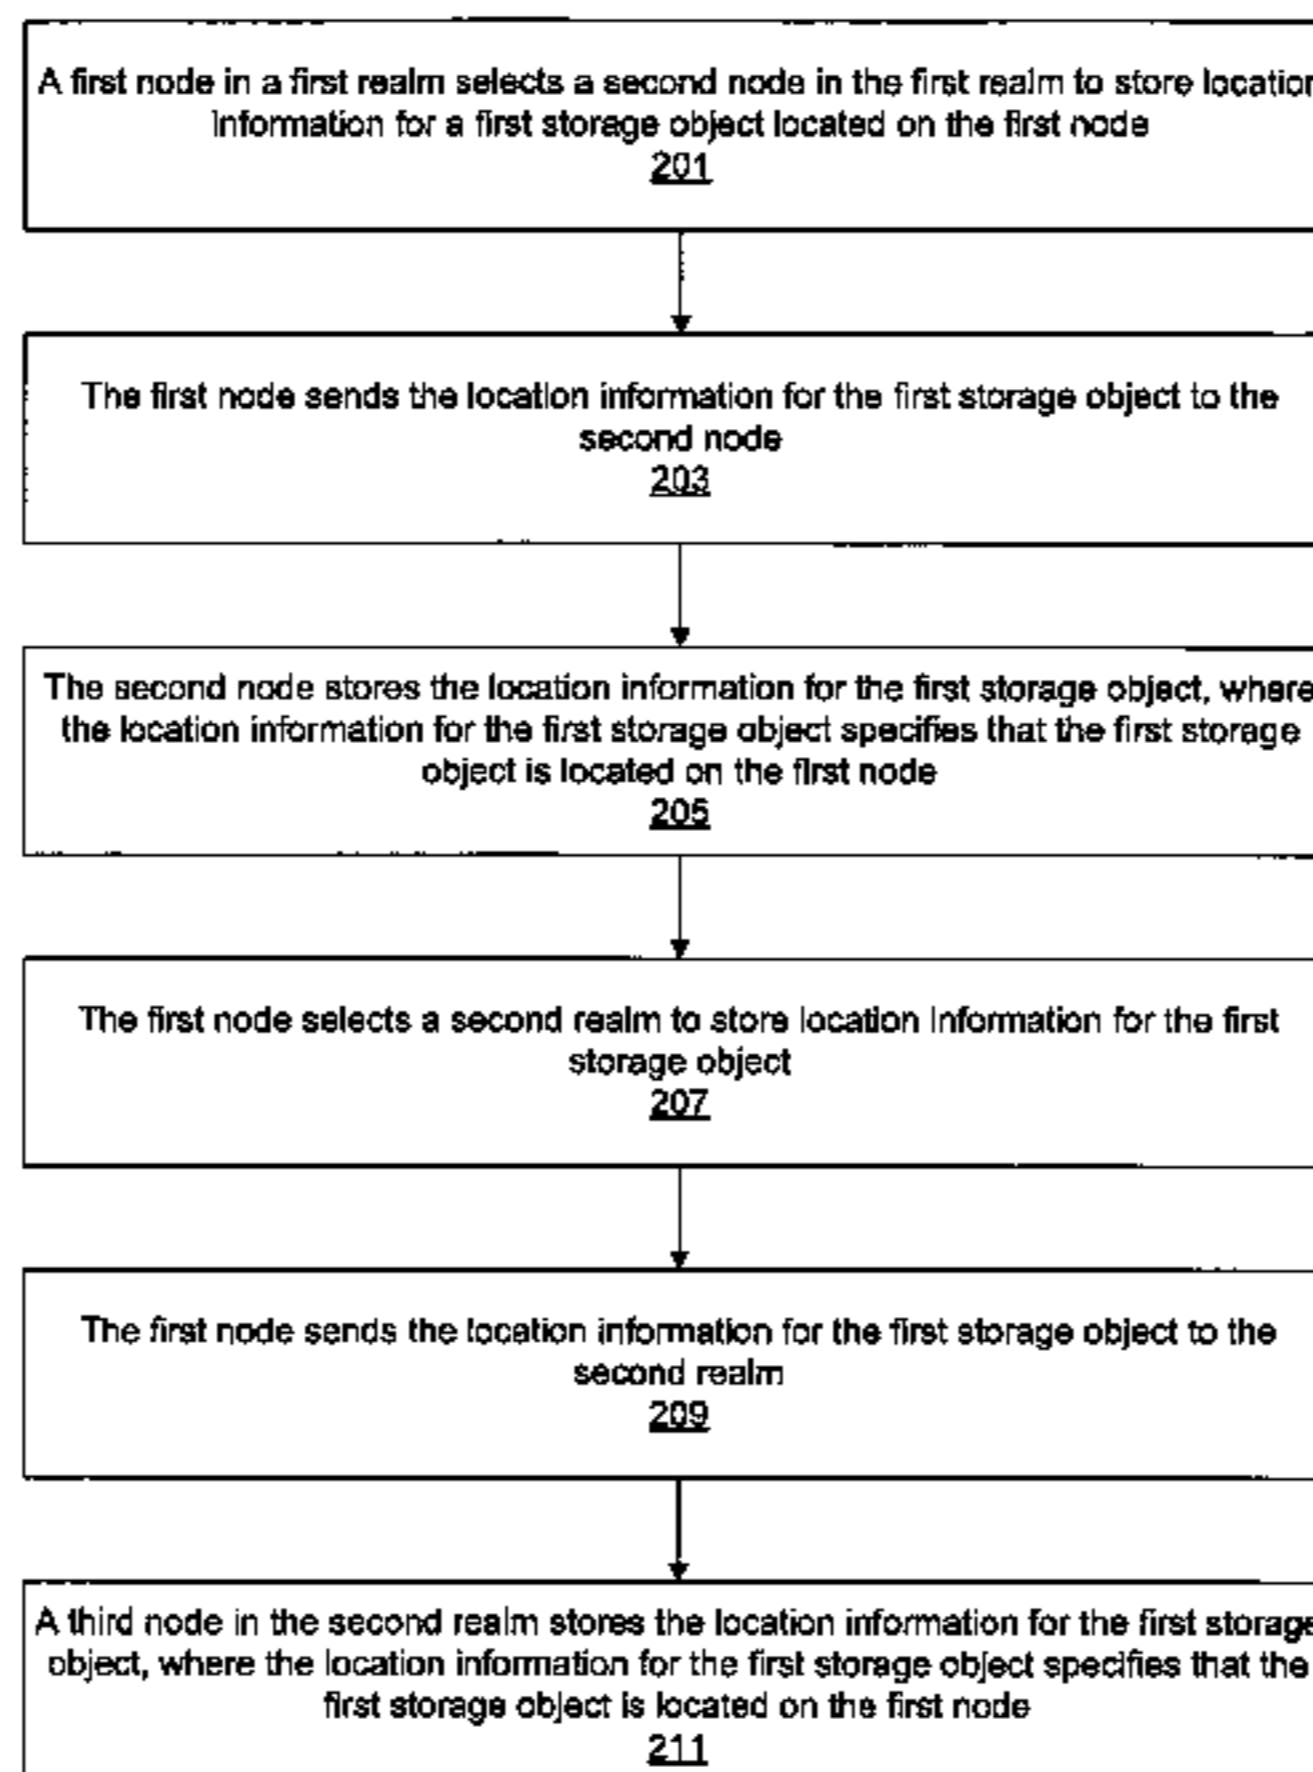 A first node in a first realm selects a second node in the first realm to store location
information for a first storage object located on the first node
201
The first node sends the location information for the first storage object to the
second node
203
The second node stores the location information for the first storage object, where
the location information for the first storage object specifies that the first storage
object is located on the first node
205
The first node selects a second realm to store location information for the first
storage object
207
The first node sends the location information for the first storage object to the
second realm
209
A third node in the second realm stores the location information for the first storage
object, where the location information for the first storage object specifies that the
first storage object is located on the first node
211